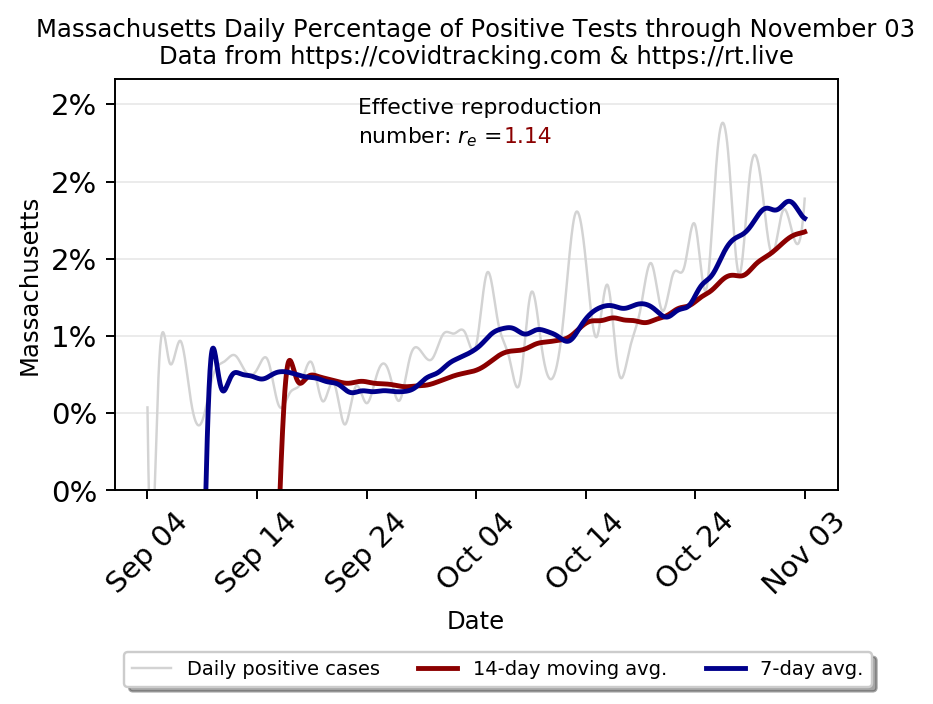 Massachusetts Daily Percentage of Positive Tests through November 03
Data from https://covidtracking.com & https://rt.live
Effective reproduction
number: rₑ =1.14
2%
2%
2%
1%
0%
0%
Massachusetts
Sep 04
Sep 14
Sep 24
Oct 04
Oct 14
Oct 24
Nov 03
Date
Daily positive cases
14-day moving avg.
7-day avg.